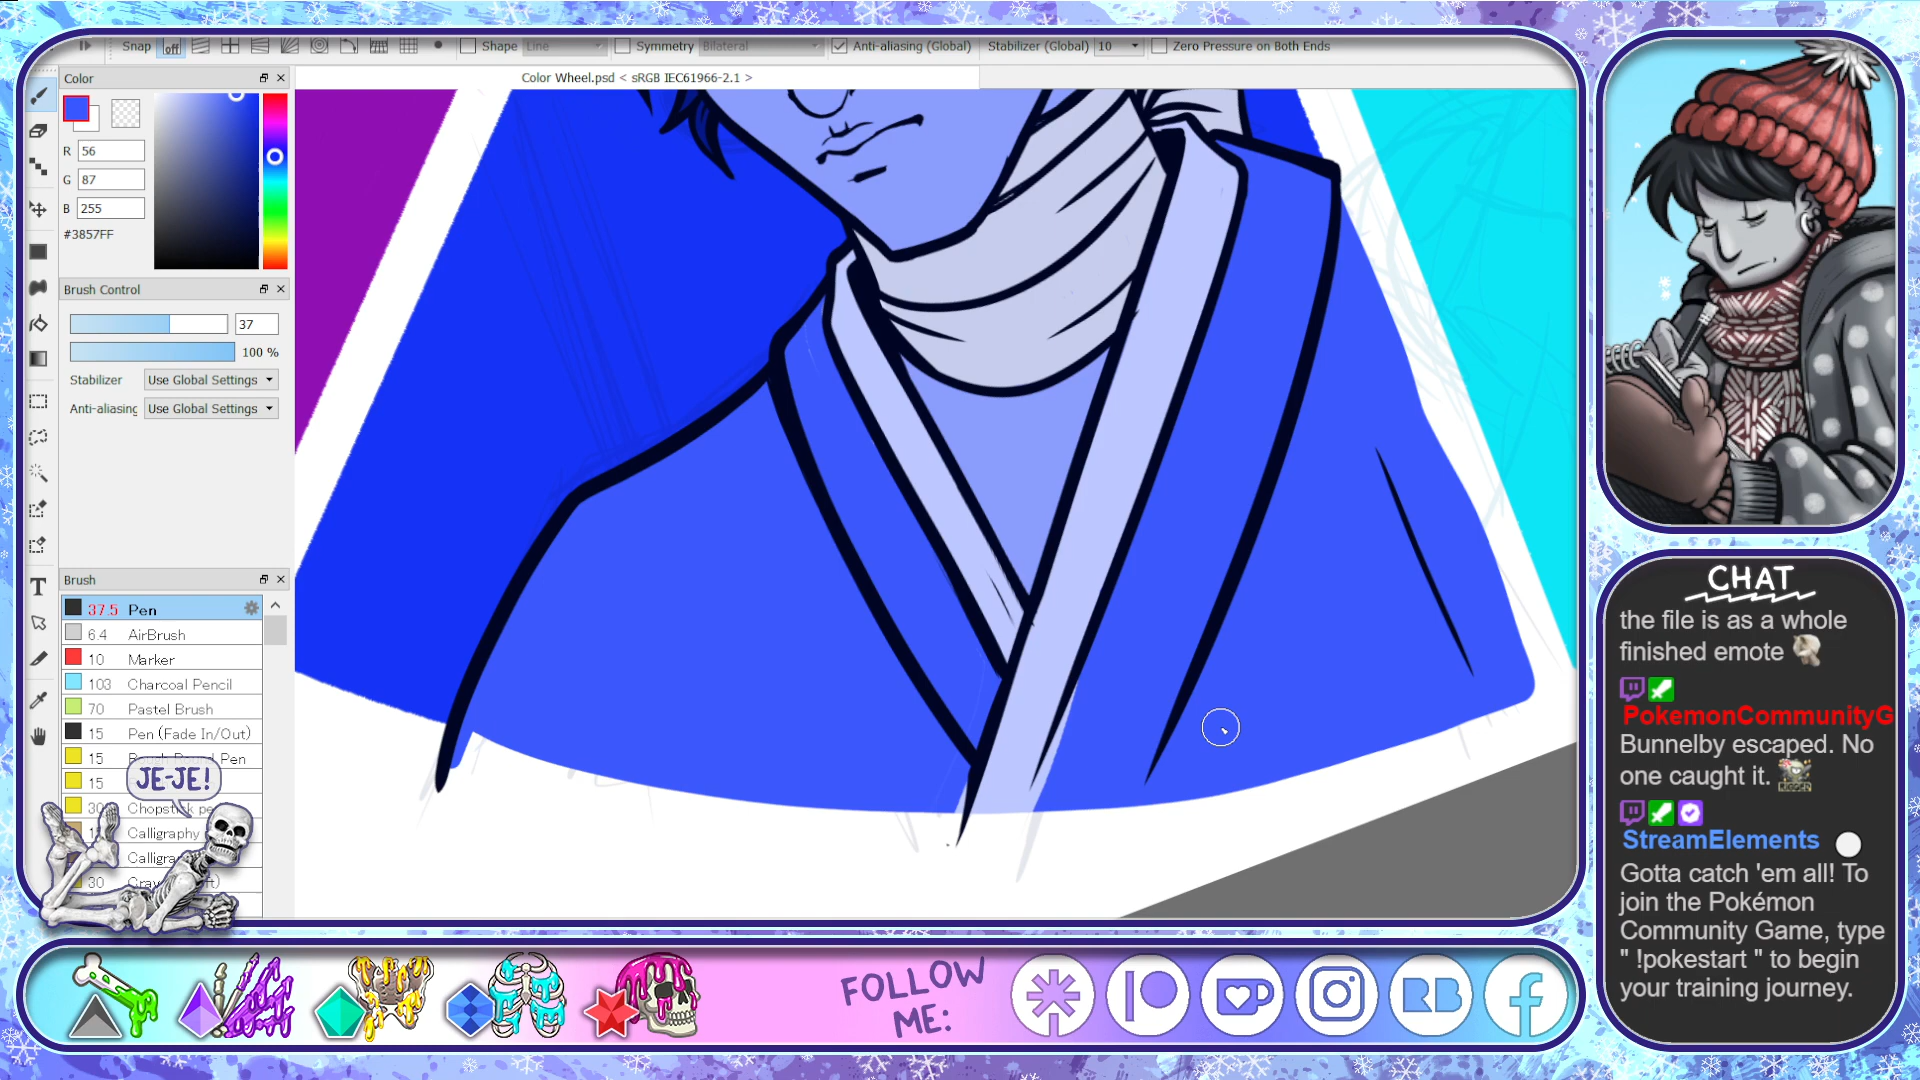 Snap off Shape Line Symmetry Bilateral Anti-aliasing (Global) Stabilizer (Global) 10 Zero Pressure on Both Ends
Color
Color Wheel.psd < sRGB IEC61966-2.1 >
R 56
G 87
B 255
#3857FF
Brush Control
37
100 %
Stabilizer Use Global Settings
Anti-aliasing Use Global Settings
Brush
37.5 Pen
6.4 AirBrush
10 Marker
103 Charcoal Pencil
70 Pastel Brush
15 Pen (Fade In/Out)
15 Pen
15
30 Chopstick pe
Calligraphy
Calligra
30
T
JE-JE!
FOLLOW
ME:
CHAT
the file is as a whole
finished emote
PokemonCommunityG
Bunnelby escaped. No
one caught it.
StreamElements
Gotta catch 'em all! To
join the Pokémon
Community Game, type
" !pokestart " to begin
your training journey.